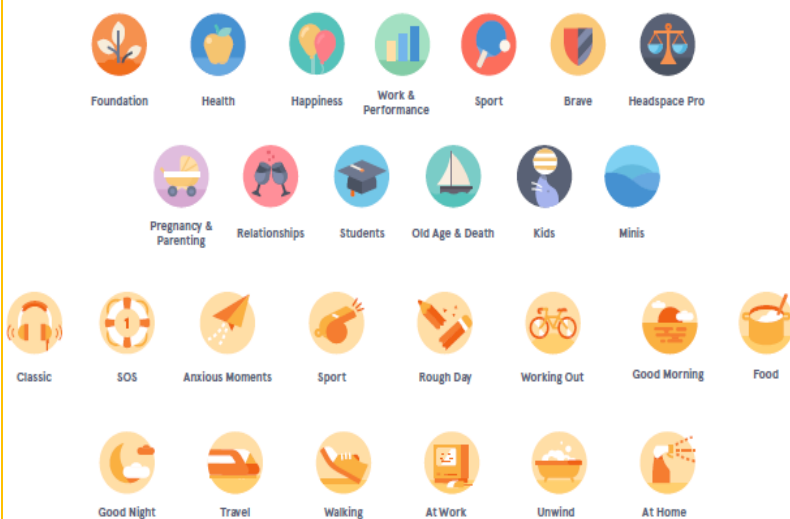 Foundation
Health
Happiness
Work &
Performance
Sport
Brave
Headspace Pro
Pregnancy &
Parenting
Relationships
Students
Old Age & Death
Kids
Minis
1
Classic
SOS
Anxious Moments
Sport
Rough Day
Working Out
Good Morning
Food
Good Night
Travel
Walking
At Work
Unwind
At Home